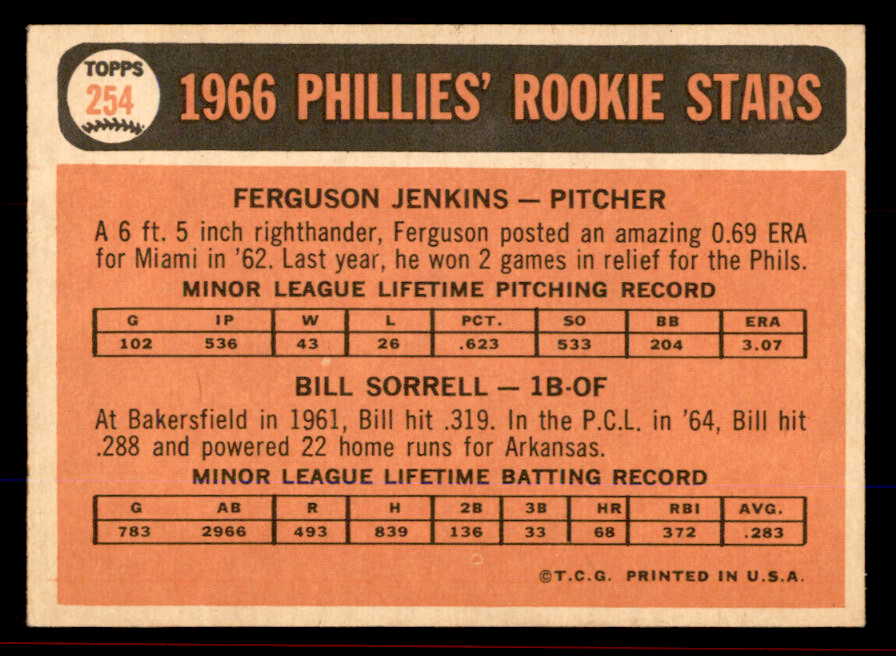 TOPPS
254
1966 PHILLIES' ROOKIE STARS
FERGUSON JENKINS — PITCHER
A 6 ft. 5 inch righthander, Ferguson posted an amazing 0.69 ERA
for Miami in '62. Last year, he won 2 games in relief for the Phils.
MINOR LEAGUE LIFETIME PITCHING RECORD
G IP W L PCT. SO BB ERA
102 536 43 26 .623 533 204 3.07
BILL SORRELL — 1B-OF
At Bakersfield in 1961, Bill hit .319. In the P.C.L. in '64, Bill hit
.288 and powered 22 home runs for Arkansas.
MINOR LEAGUE LIFETIME BATTING RECORD
G AB R H 2B 3B HR RBI AVG.
783 2966 493 839 136 33 68 372 .283
©T.C.G. PRINTED IN U.S.A.